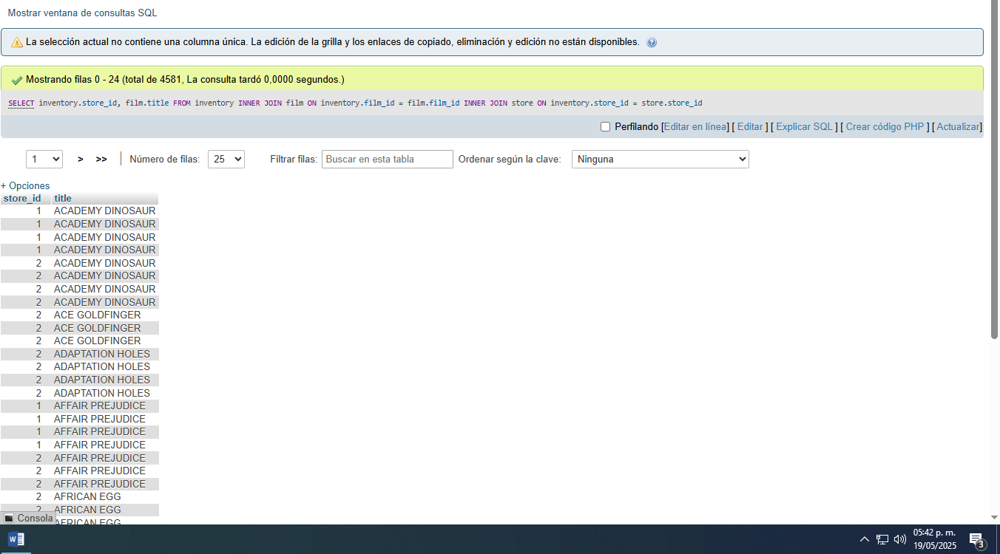 Mostrar ventana de consultas SQL
La selección actual no contiene una columna única. La edición de la grilla y los enlaces de copiado, eliminación y edición no están disponibles.
Mostrando filas 0 - 24 (total de 4581, La consulta tardó 0,0000 segundos.)
SELECT inventory.store_id, film.title FROM inventory INNER JOIN film ON inventory.film_id = film.film_id INNER JOIN store ON inventory.store_id = store.store_id
Perfilando [Editar en línea] [ Editar ] [ Explicar SQL ] [ Crear código PHP ] [ Actualizar]
1 > >> | Número de filas: 25 Filtrar filas: Buscar en esta tabla Ordenar según la clave: Ninguna
+ Opciones
store_id title
1 ACADEMY DINOSAUR
1 ACADEMY DINOSAUR
1 ACADEMY DINOSAUR
1 ACADEMY DINOSAUR
2 ACADEMY DINOSAUR
2 ACADEMY DINOSAUR
2 ACADEMY DINOSAUR
2 ACADEMY DINOSAUR
2 ACE GOLDFINGER
2 ACE GOLDFINGER
2 ACE GOLDFINGER
2 ADAPTATION HOLES
2 ADAPTATION HOLES
2 ADAPTATION HOLES
2 ADAPTATION HOLES
1 AFFAIR PREJUDICE
1 AFFAIR PREJUDICE
1 AFFAIR PREJUDICE
1 AFFAIR PREJUDICE
2 AFFAIR PREJUDICE
2 AFFAIR PREJUDICE
2 AFFAIR PREJUDICE
2 AFRICAN EGG
2 AFRICAN EGG
AFRICAN EGG
Consola
05:42 p. m.
19/05/2025
3